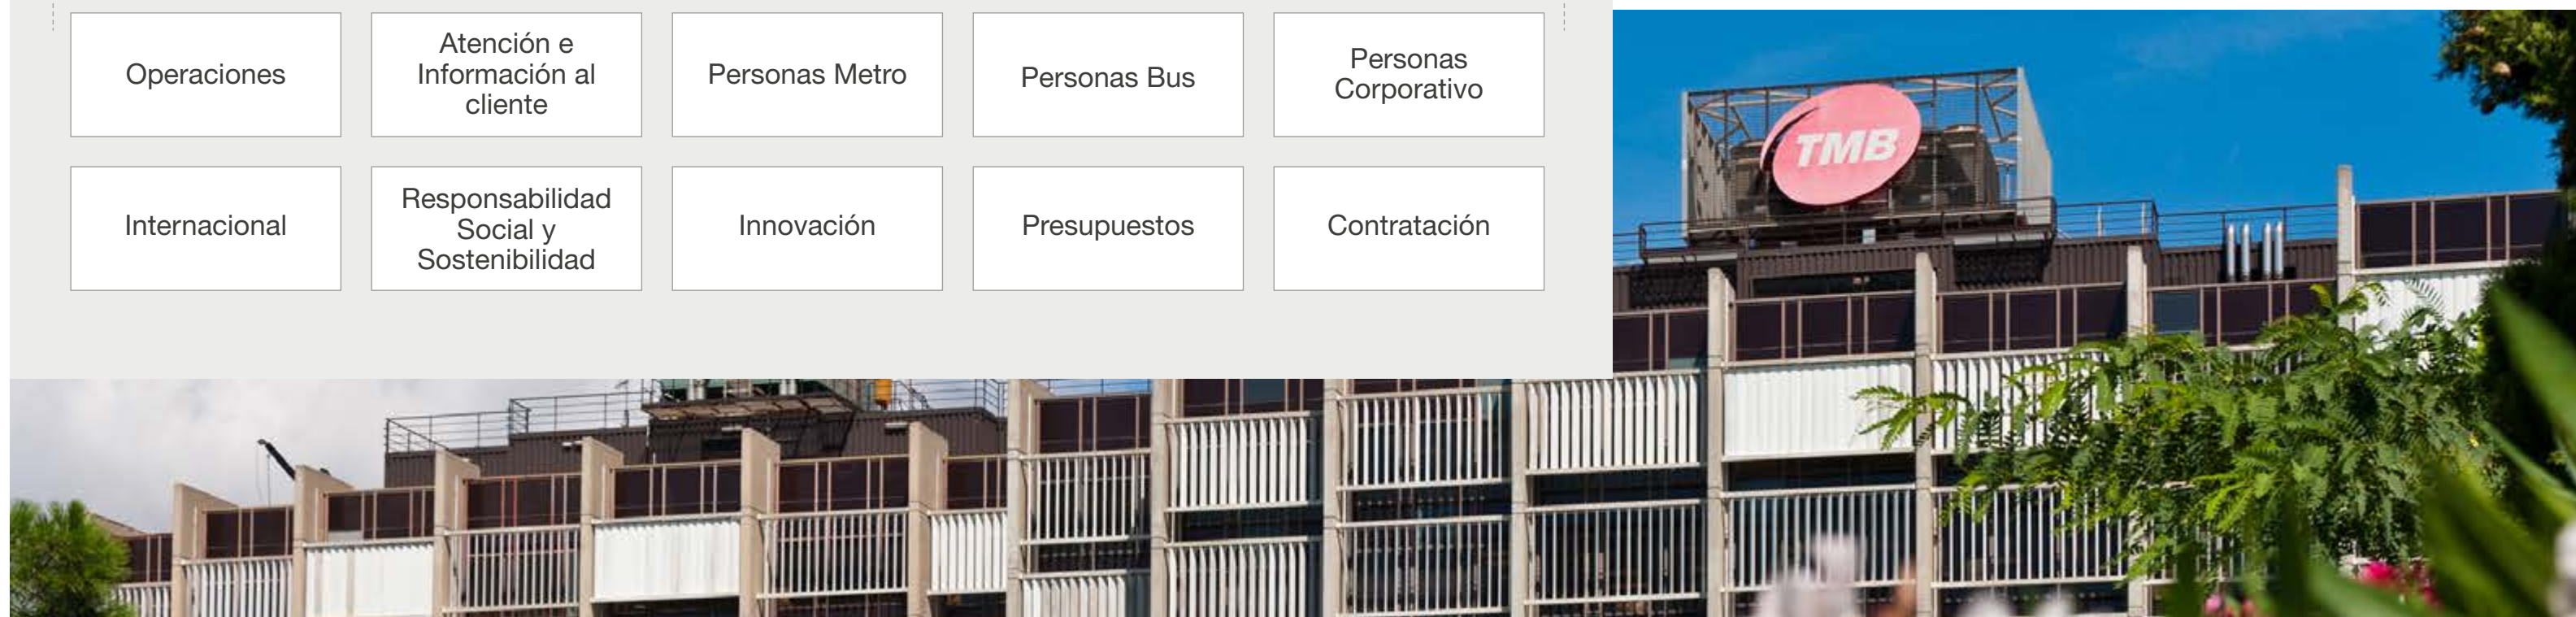 Operaciones
Atención e
Información al
cliente
Personas Metro
Personas Bus
Personas
Corporativo
Internacional
Responsabilidad
Social y
Sostenibilidad
Innovación
Presupuestos
Contratación
TMB